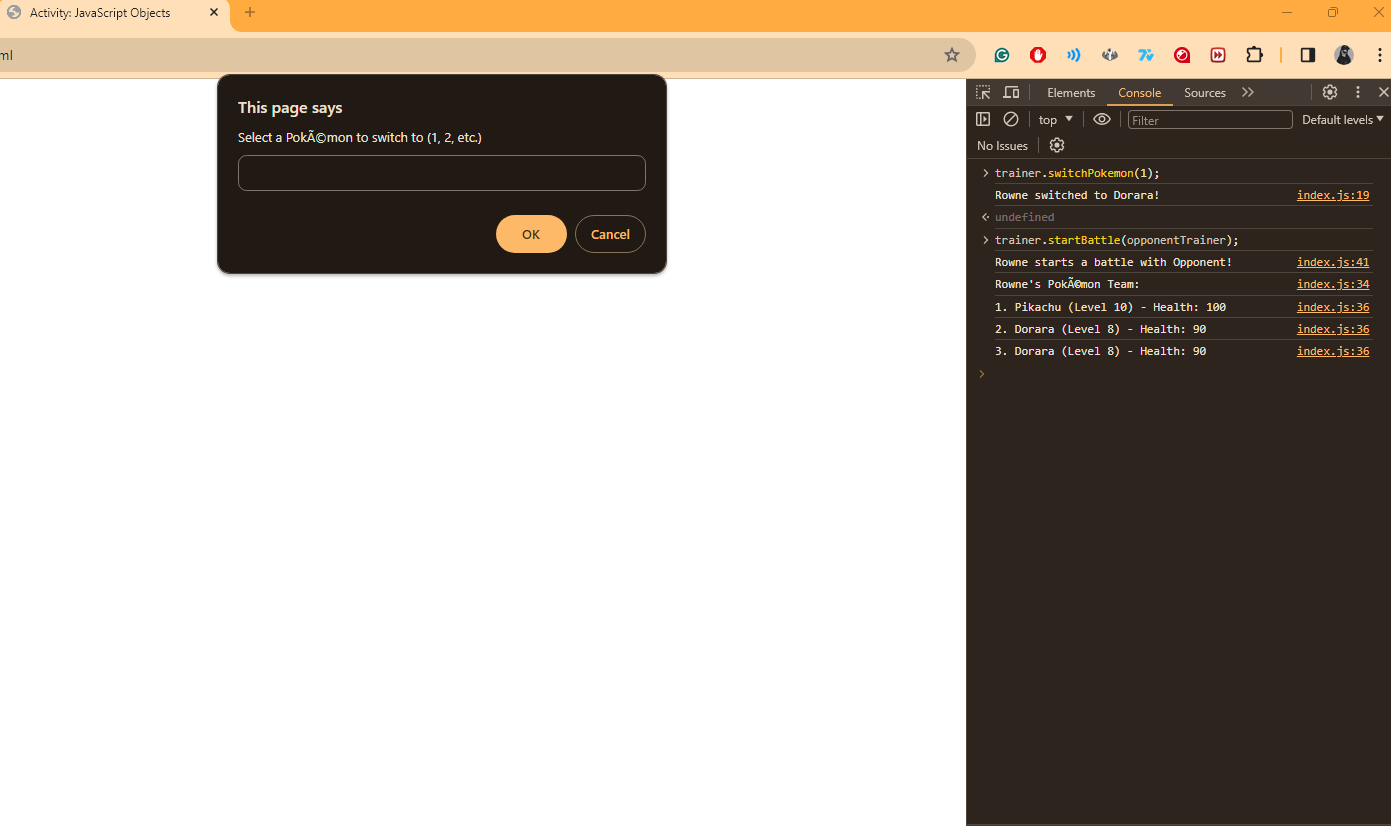 Activity: JavaScript Objects
ml
This page says
Select a PokÃ©mon to switch to (1, 2, etc.)
OK
Cancel
Elements
Console
Sources
top
Filter
Default levels
No Issues
trainer.switchPokemon(1);
Rowne switched to Dorara!
index.js:19
undefined
trainer.startBattle(opponentTrainer);
Rowne starts a battle with Opponent!
index.js:41
Rowne's PokÃ©mon Team:
index.js:34
1. Pikachu (Level 10) - Health: 100
index.js:36
2. Dorara (Level 8) - Health: 90
index.js:36
3. Dorara (Level 8) - Health: 90
index.js:36